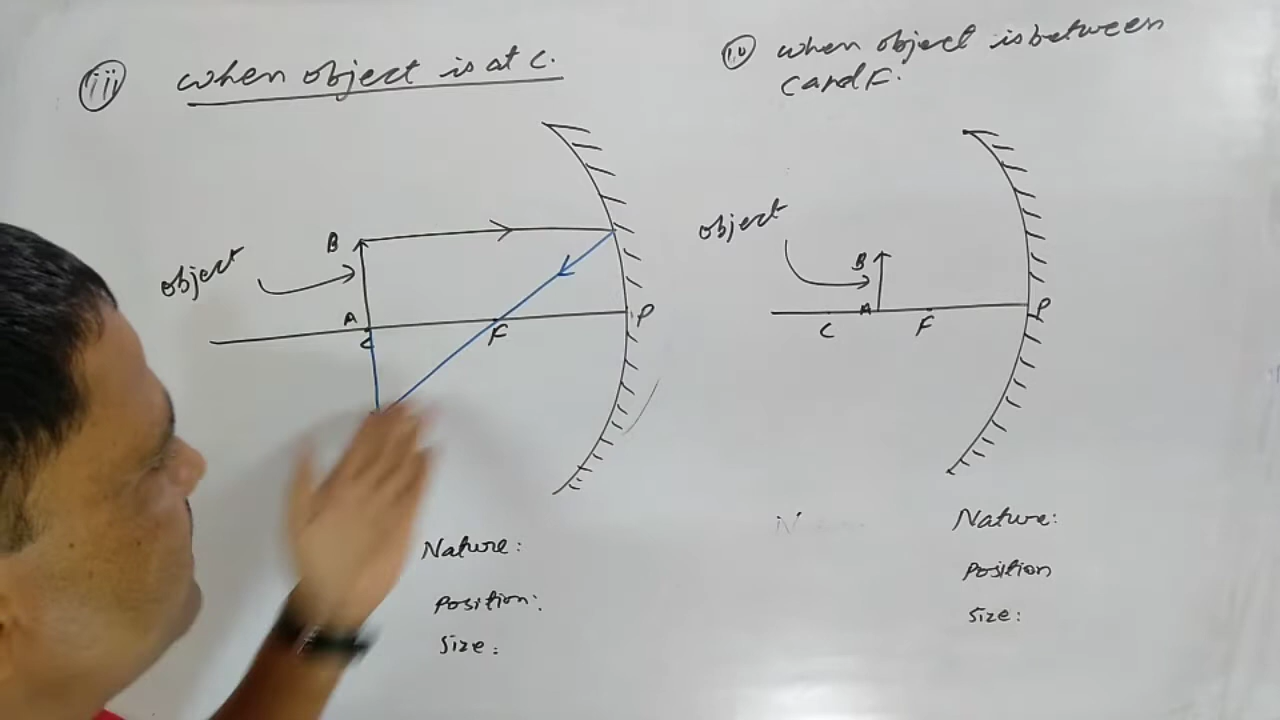 (iii) when object is at C.
B
object
A
C
F
P
Nature:
Position:
Size:
(iv) when object is between
C and F.
object
B
A
C
F
P
Nature:
Position
Size: